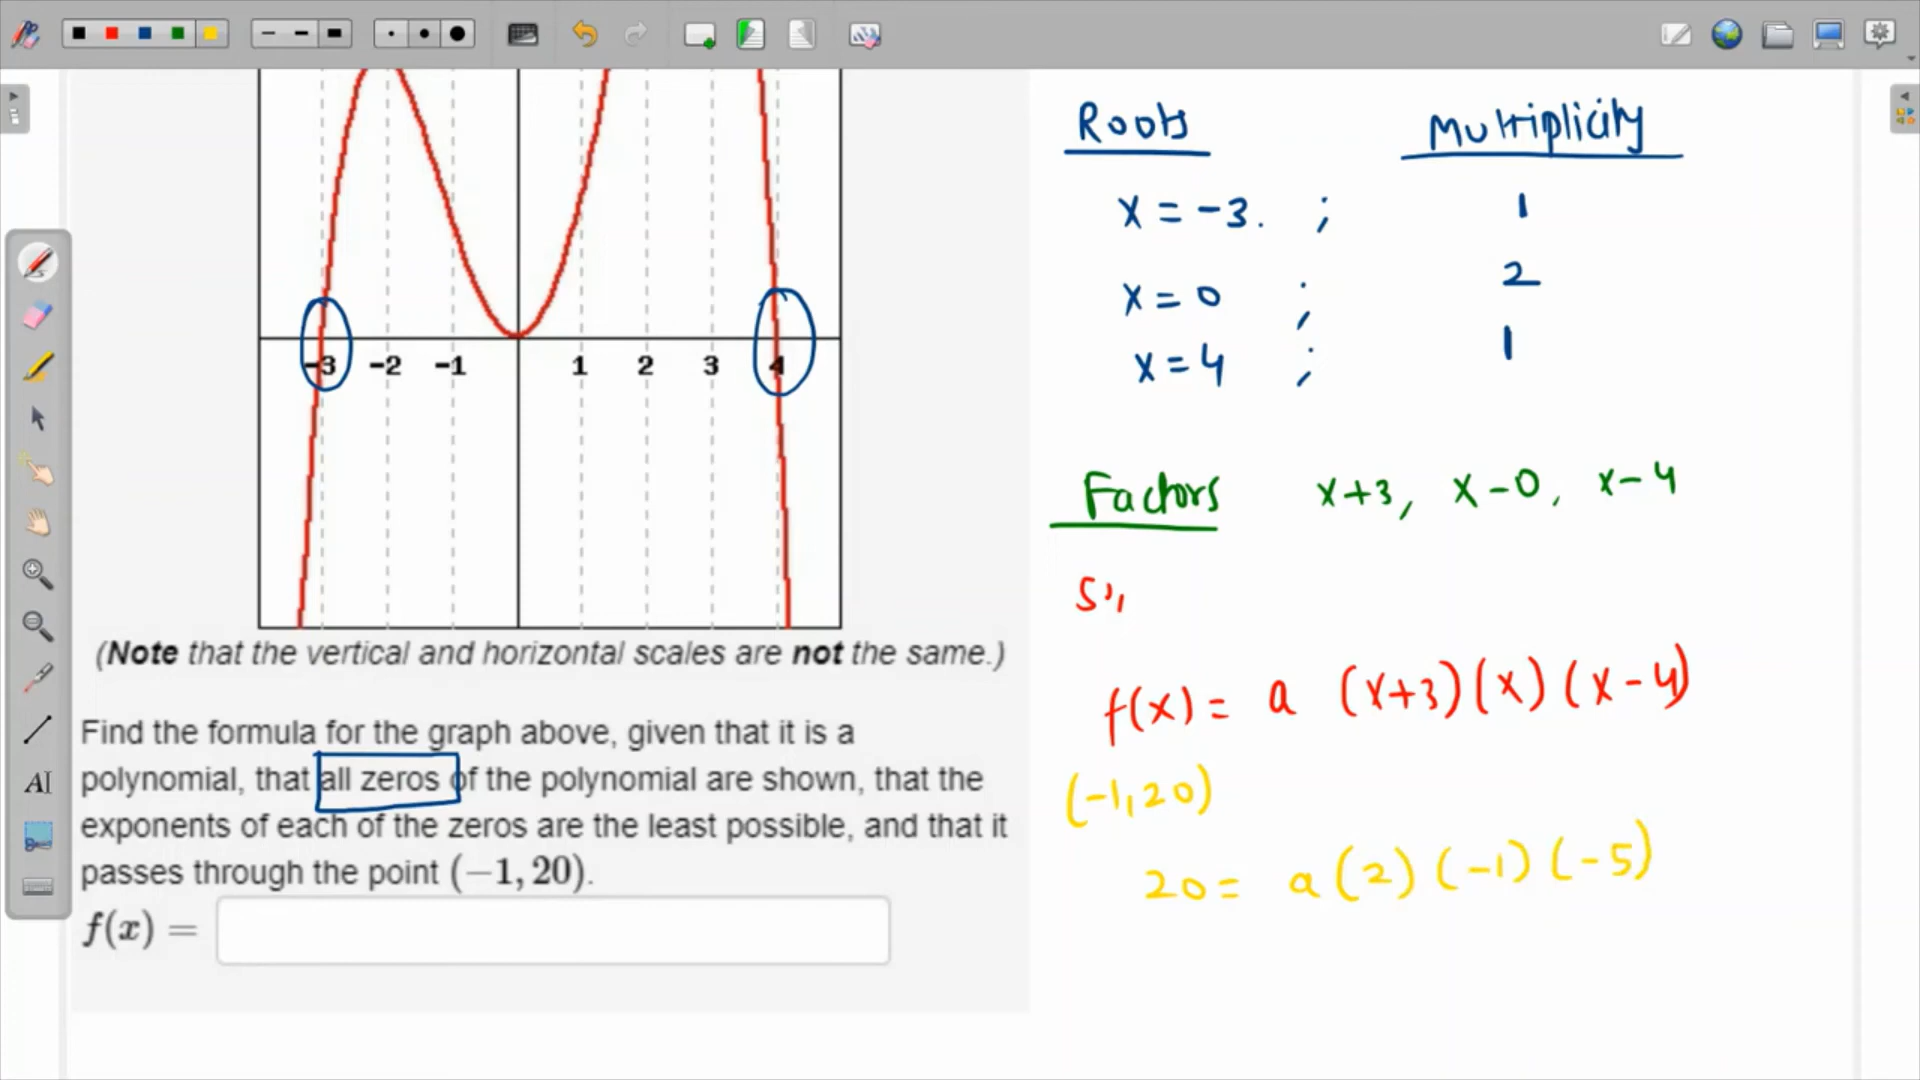 Roots Multiplicity
x = -3. ; 1
x = 0 ; 2
x = 4 ; 1
-3 -2 -1 1 2 3 4
Factors x+3, x-0, x-4
So,
(Note that the vertical and horizontal scales are not the same.)
f(x) = a (x+3)(x)(x-4)
Find the formula for the graph above, given that it is a
polynomial, that all zeros of the polynomial are shown, that the
exponents of each of the zeros are the least possible, and that it
passes through the point (−1, 20).
f(x) =
(-1,20)
20 = a(2)(-1)(-5)
AI